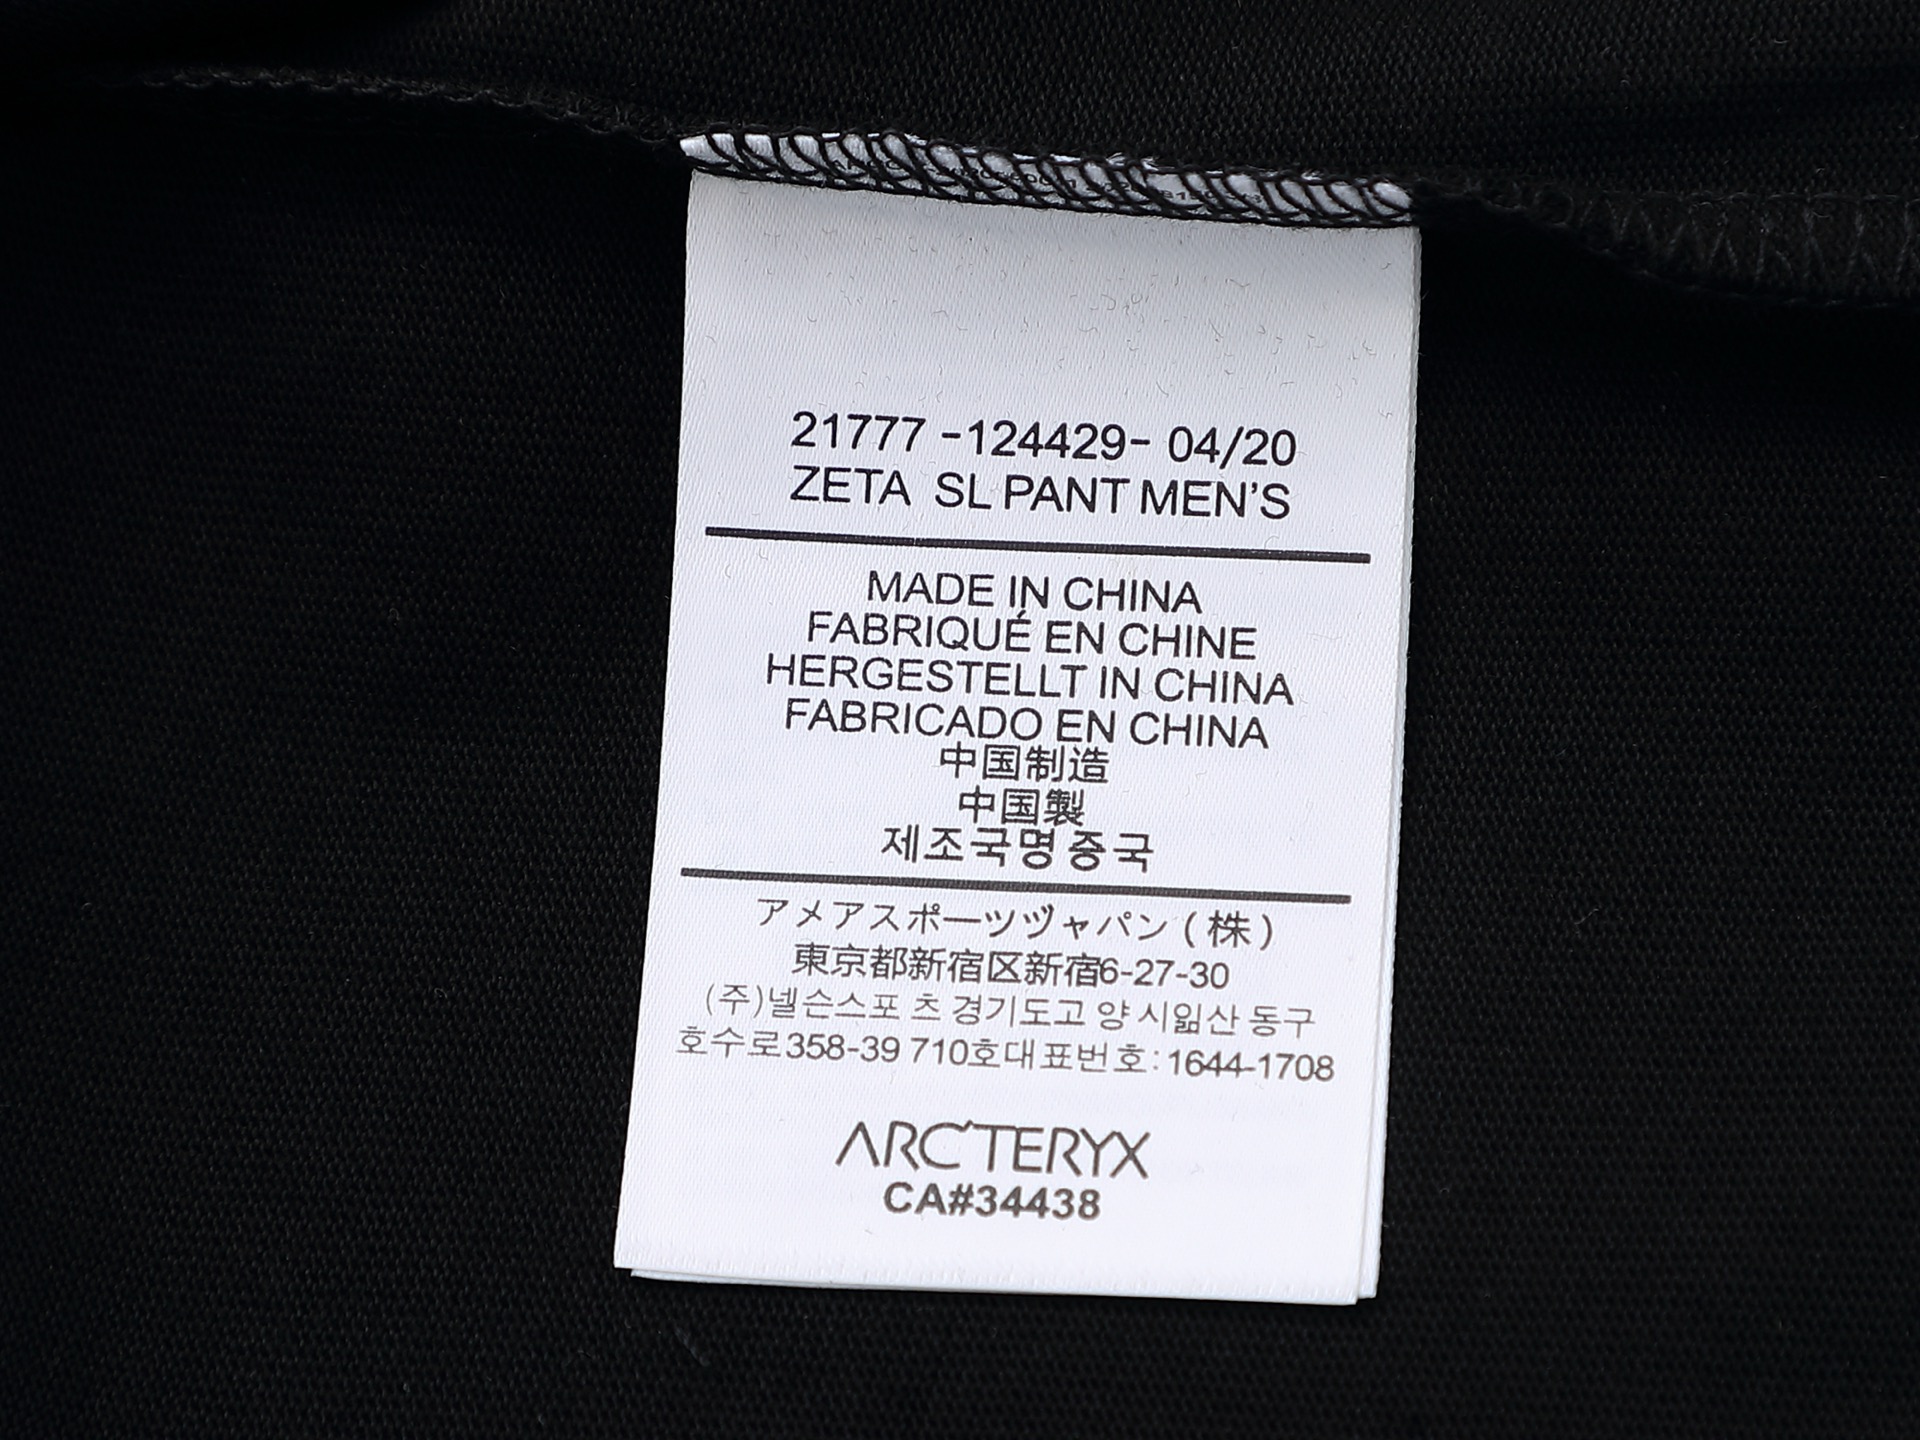 21777 -124429- 04/20
ZETA SL PANT MEN'S
MADE IN CHINA
FABRIQUÉ EN CHINE
HERGESTELLT IN CHINA
FABRICADO EN CHINA
中国制造
中国製
제조국명 중국
アメアスポーツヅャパン(株)
東京都新宿区新宿6-27-30
(주)넬슨스포 츠 경기도고 양 시읾산 동구
호수로358-39 710호대표번호:1644-1708
ARC'TERYX
CA#34438